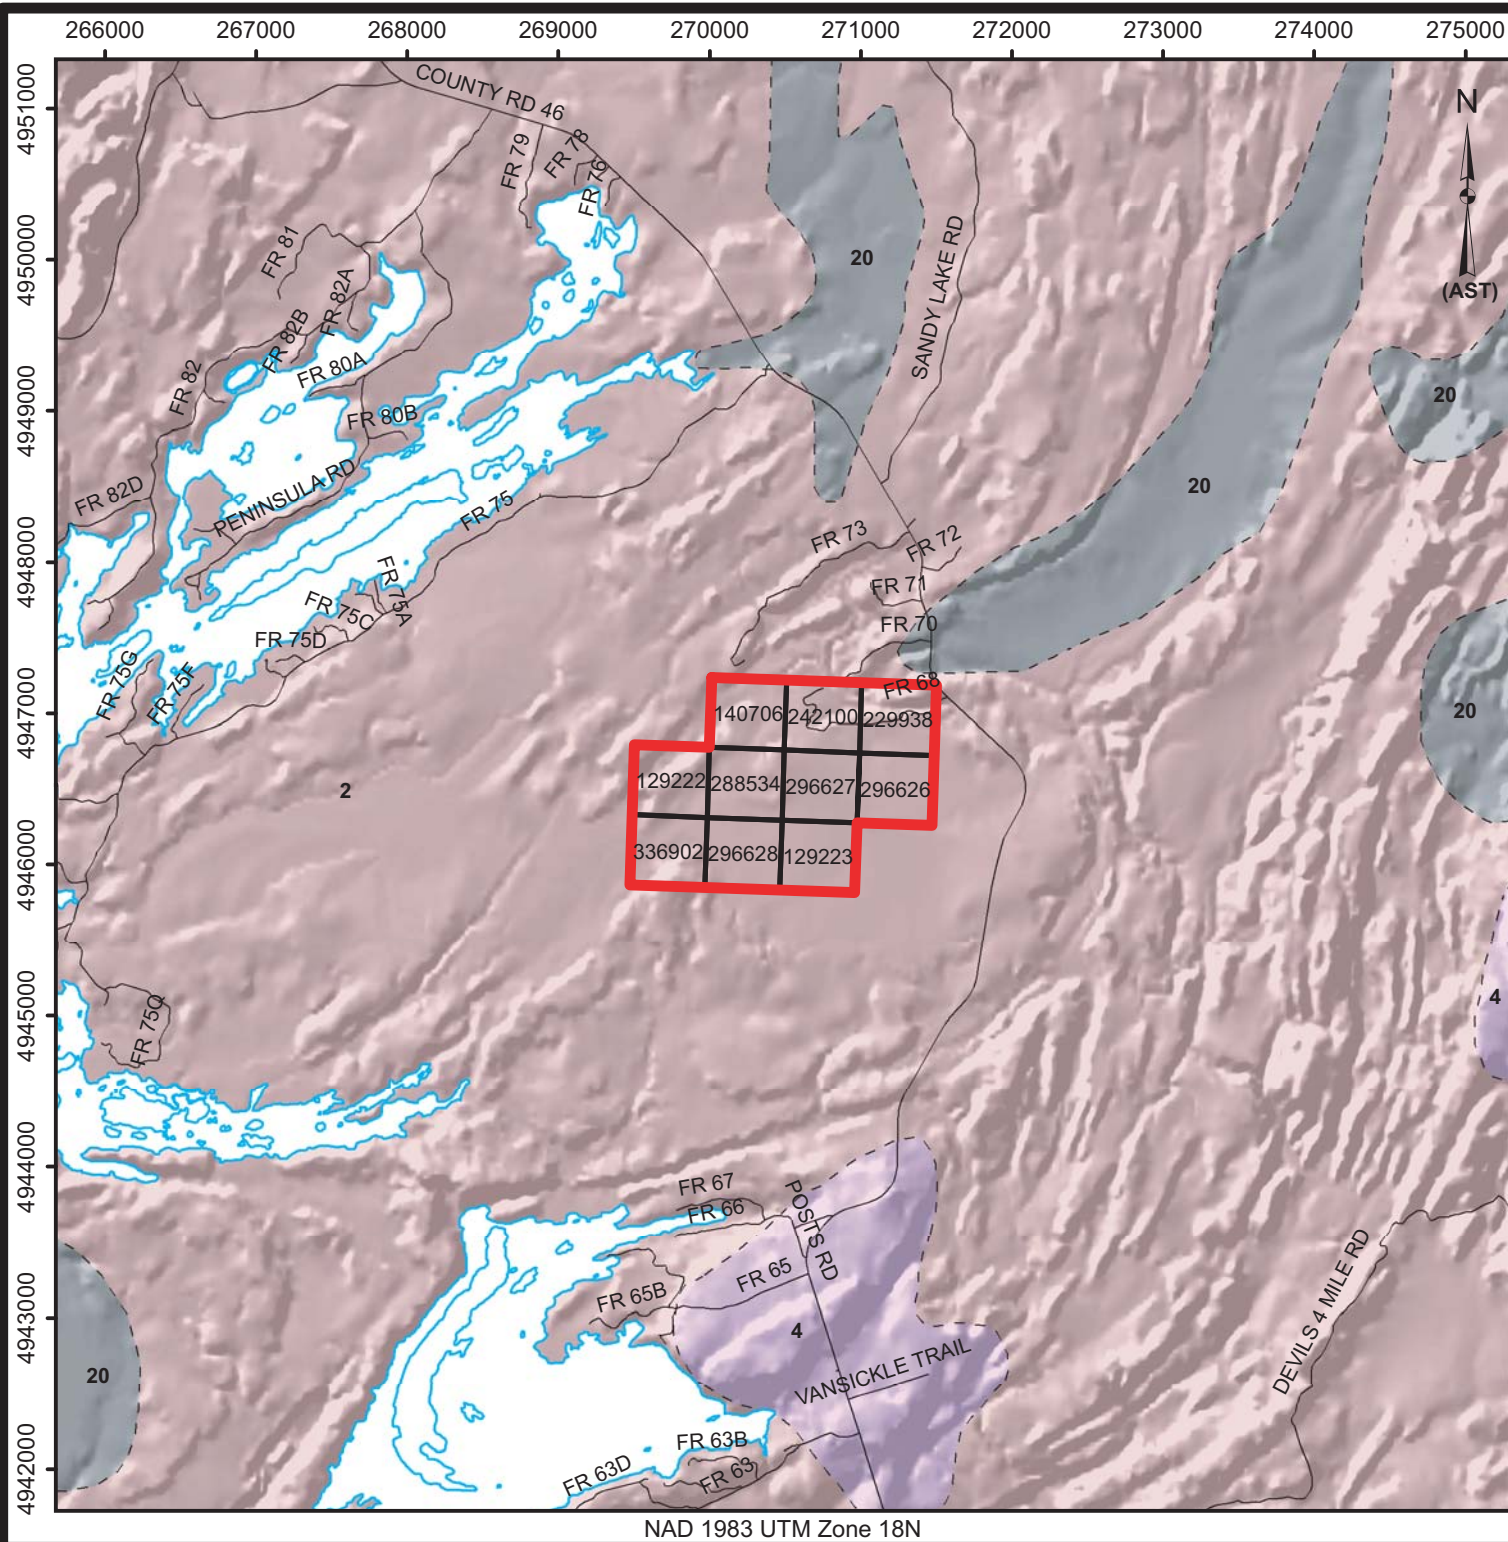 266000 267000 268000 269000 270000 271000 272000 273000 274000 275000
4951000
4950000
4949000
4948000
4947000
4946000
4945000
4944000
4943000
4942000
N
(AST)
COUNTY RD 46
FR 79
FR 78
FR 76
FR 81
FR 82A
FR 82B
FR 80A
FR 82
FR 80B
SANDY LAKE RD
20
20
20
20
FR 82D
PENINSULA RD
FR 75
FR 73
FR 72
FR 71
FR 70
FR 68
FR 75A
FR 75C
FR 75D
FR 75G
FR 75F
140706 242100 229938
129222 288534 296627 296626
336902 296628 129223
2
4
FR 75Q
FR 67
FR 66
POSTS RD
FR 65
FR 65B
4
VANSICKLE TRAIL
DEVILS 4 MILE RD
20
FR 63B
FR 63D
FR 63
NAD 1983 UTM Zone 18N